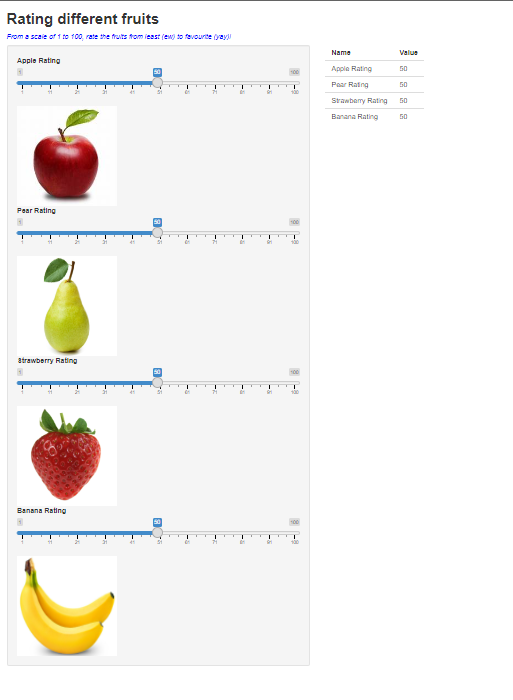 Rating different fruits
From a scale of 1 to 100, rate the fruits from least (ew) to favourite (yay)!
Apple Rating
1 50 100
1 11 21 31 41 51 61 71 81 91 100
Pear Rating
1 50 100
1 11 21 31 41 51 61 71 81 91 100
Strawberry Rating
1 50 100
1 11 21 31 41 51 61 71 81 91 100
Banana Rating
1 50 100
1 11 21 31 41 51 61 71 81 91 100
Name Value
Apple Rating 50
Pear Rating 50
Strawberry Rating 50
Banana Rating 50